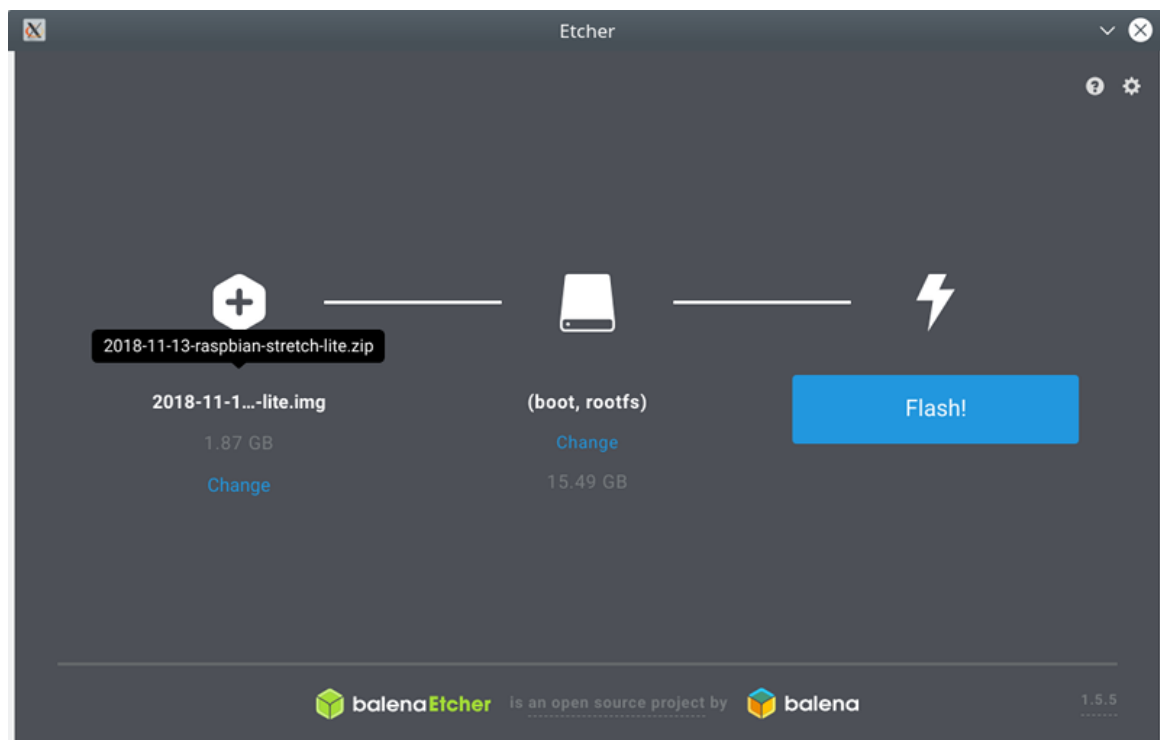 Etcher
2018-11-13-raspbian-stretch-lite.zip
2018-11-1...-lite.img
1.87 GB
Change
(boot, rootfs)
Change
15.49 GB
Flash!
balenaEtcher is an open source project by balena
1.5.5